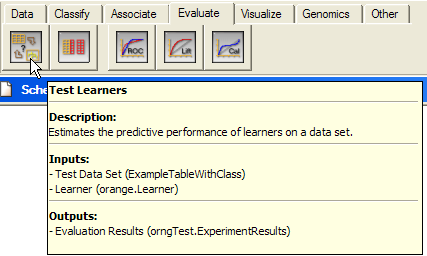 Data Classify Associate Evaluate Visualize Genomics Other
? ROC Lift Cal
Sche
Test Learners
Description:
Estimates the predictive performance of learners on a data set.
Inputs:
- Test Data Set (ExampleTableWithClass)
- Learner (orange.Learner)
Outputs:
- Evaluation Results (orngTest.ExperimentResults)